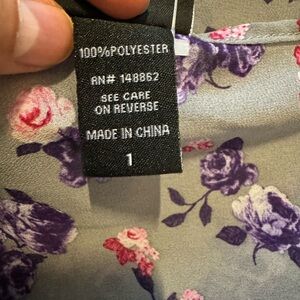 100%POLYESTER
RN# 148862
SEE CARE
ON REVERSE
MADE IN CHINA
1